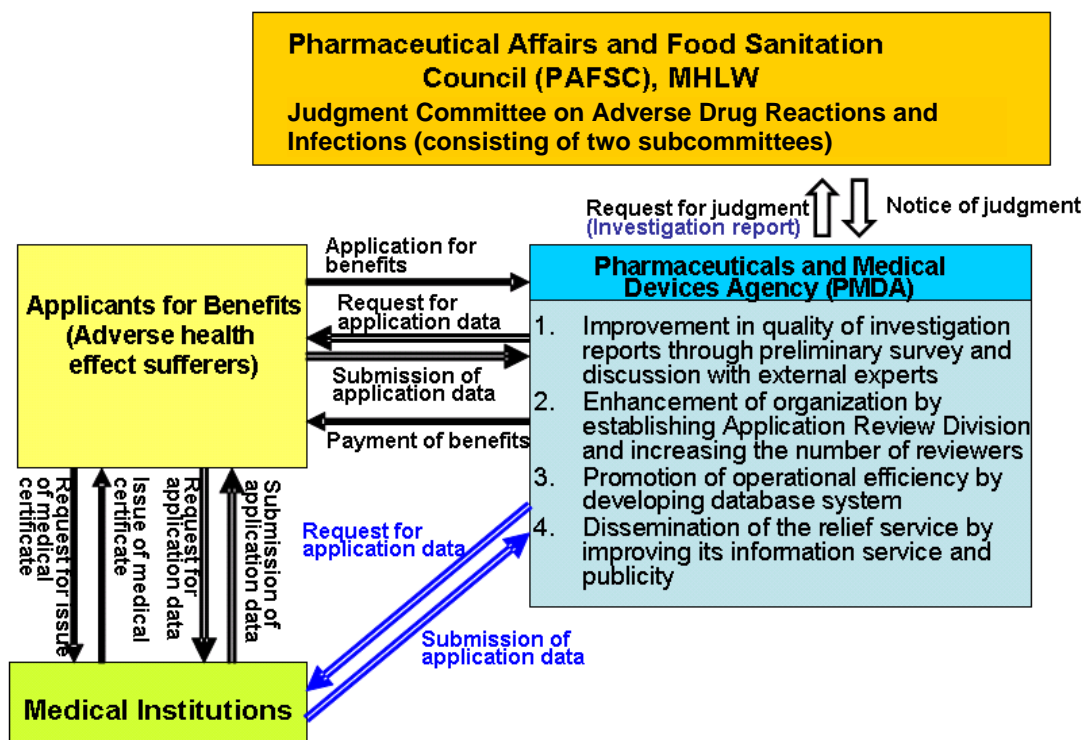 Pharmaceutical Affairs and Food Sanitation
Council (PAFSC), MHLW
Judgment Committee on Adverse Drug Reactions and
Infections (consisting of two subcommittees)
Request for judgment
(Investigation report)
Notice of judgment
Applicants for Benefits
(Adverse health
effect sufferers)
Application for
benefits
Request for
application data
Submission of
application data
Payment of benefits
Pharmaceuticals and Medical
Devices Agency (PMDA)
1. Improvement in quality of investigation
reports through preliminary survey and
discussion with external experts
2. Enhancement of organization by
establishing Application Review Division
and increasing the number of reviewers
3. Promotion of operational efficiency by
developing database system
4. Dissemination of the relief service by
improving its information service and
publicity
Request for issue
of medical
certificate
Issue of medical
certificate
Request for
application data
Submission of
application data
Request for
application data
Submission of
application data
Medical Institutions